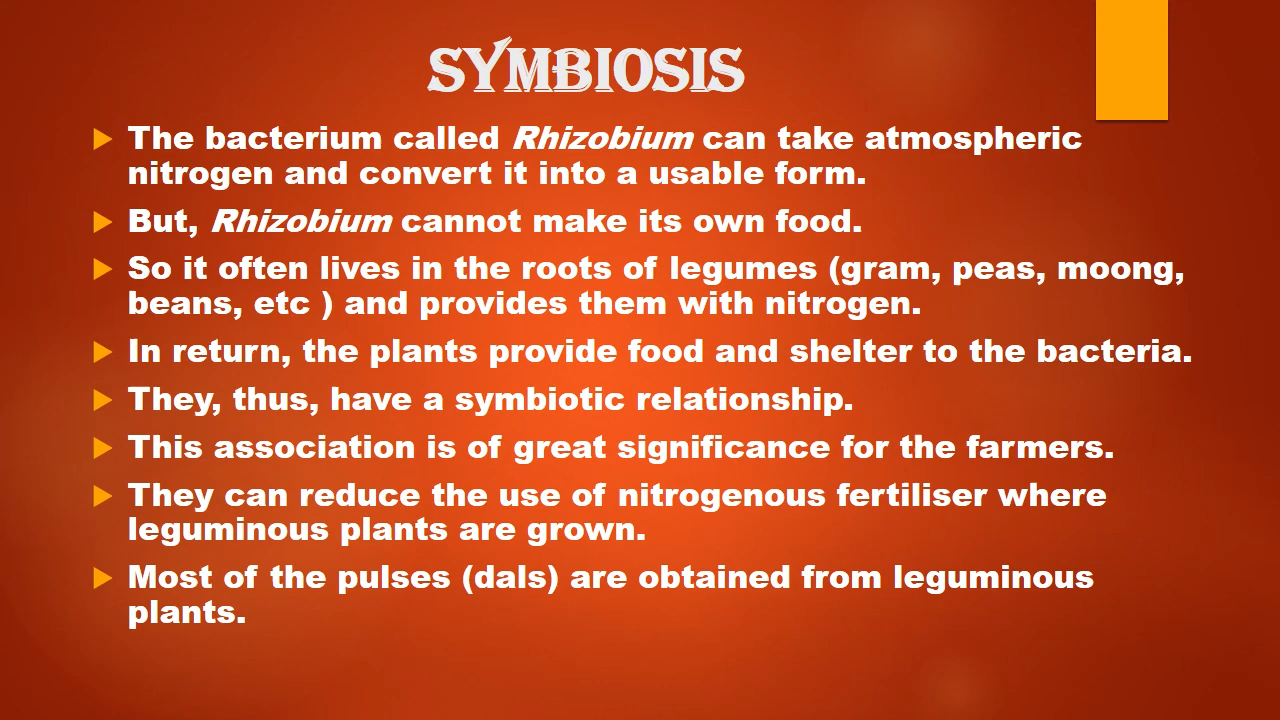 SYMBIOSIS
The bacterium called Rhizobium can take atmospheric
nitrogen and convert it into a usable form.
But, Rhizobium cannot make its own food.
So it often lives in the roots of legumes (gram, peas, moong,
beans, etc ) and provides them with nitrogen.
In return, the plants provide food and shelter to the bacteria.
They, thus, have a symbiotic relationship.
This association is of great significance for the farmers.
They can reduce the use of nitrogenous fertiliser where
leguminous plants are grown.
Most of the pulses (dals) are obtained from leguminous
plants.